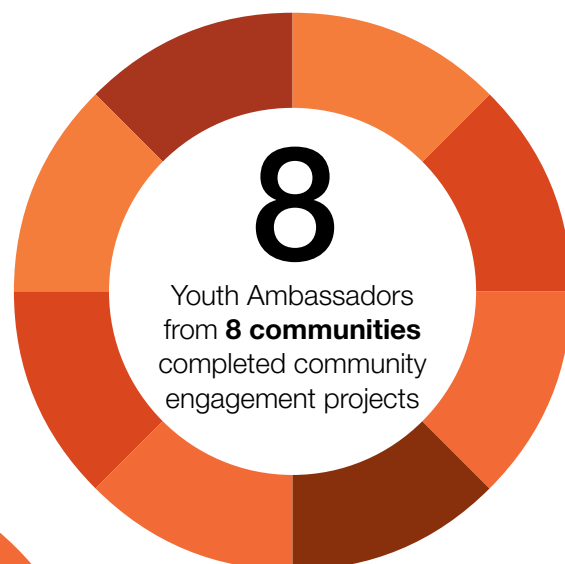 8
Youth Ambassadors
from 8 communities
completed community
engagement projects